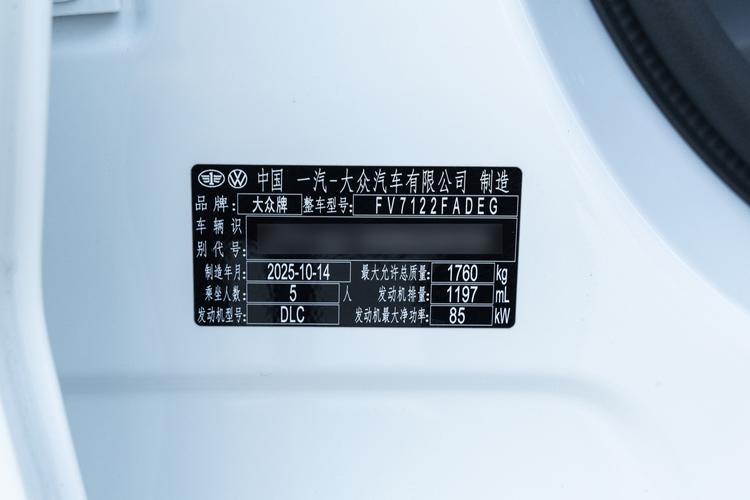 中国 一汽-大众汽车有限公司 制造
品牌: 大众牌 整车型号: FV7122FADEG
车辆识
别代号:
制造年月: 2025-10-14 最大允许总质量: 1760 kg
乘坐人数: 5 人 发动机排量: 1197 mL
发动机型号: DLC 发动机最大净功率: 85 kW